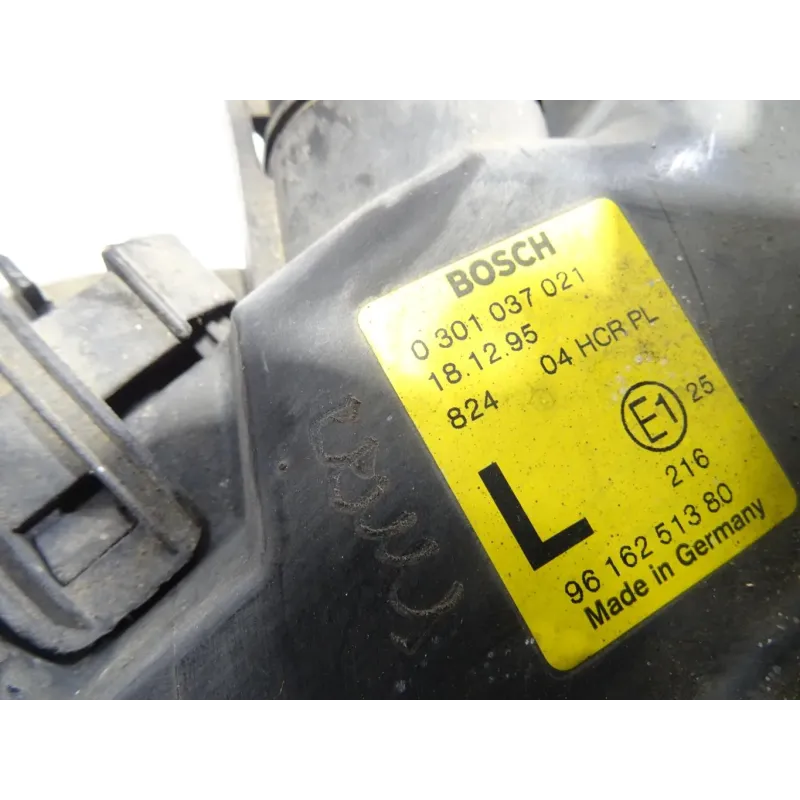 BOSCH
0 301 037 021
18.12.95
824 04 HCR PL
E1 25
216
L
96 162 513 80
Made in Germany